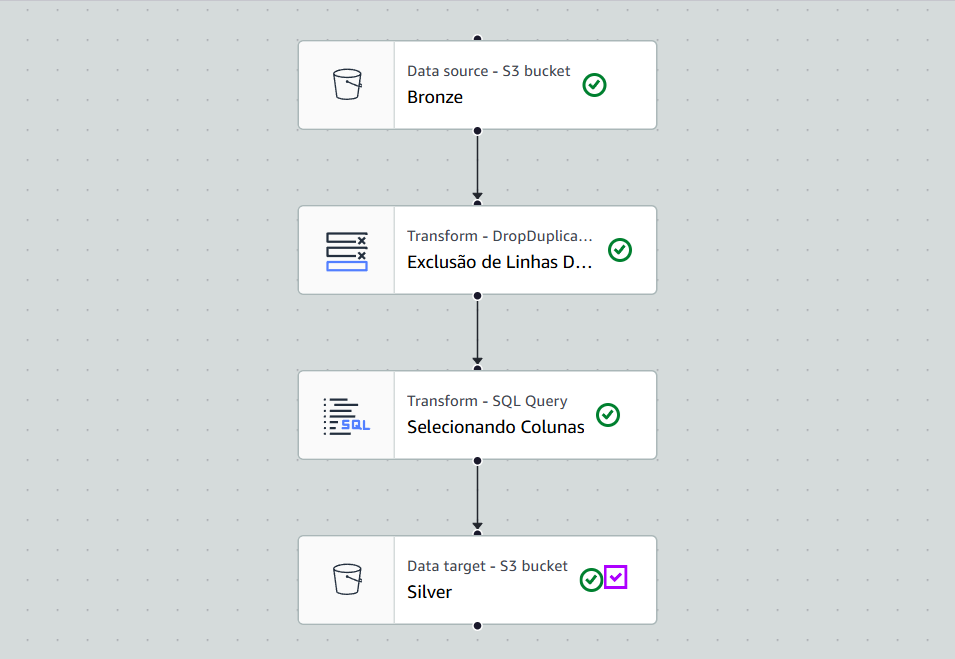 Data source - S3 bucket
Bronze
Transform - DropDuplica...
Exclusão de Linhas D...
Transform - SQL Query
SQL
Selecionando Colunas
Data target - S3 bucket
Silver